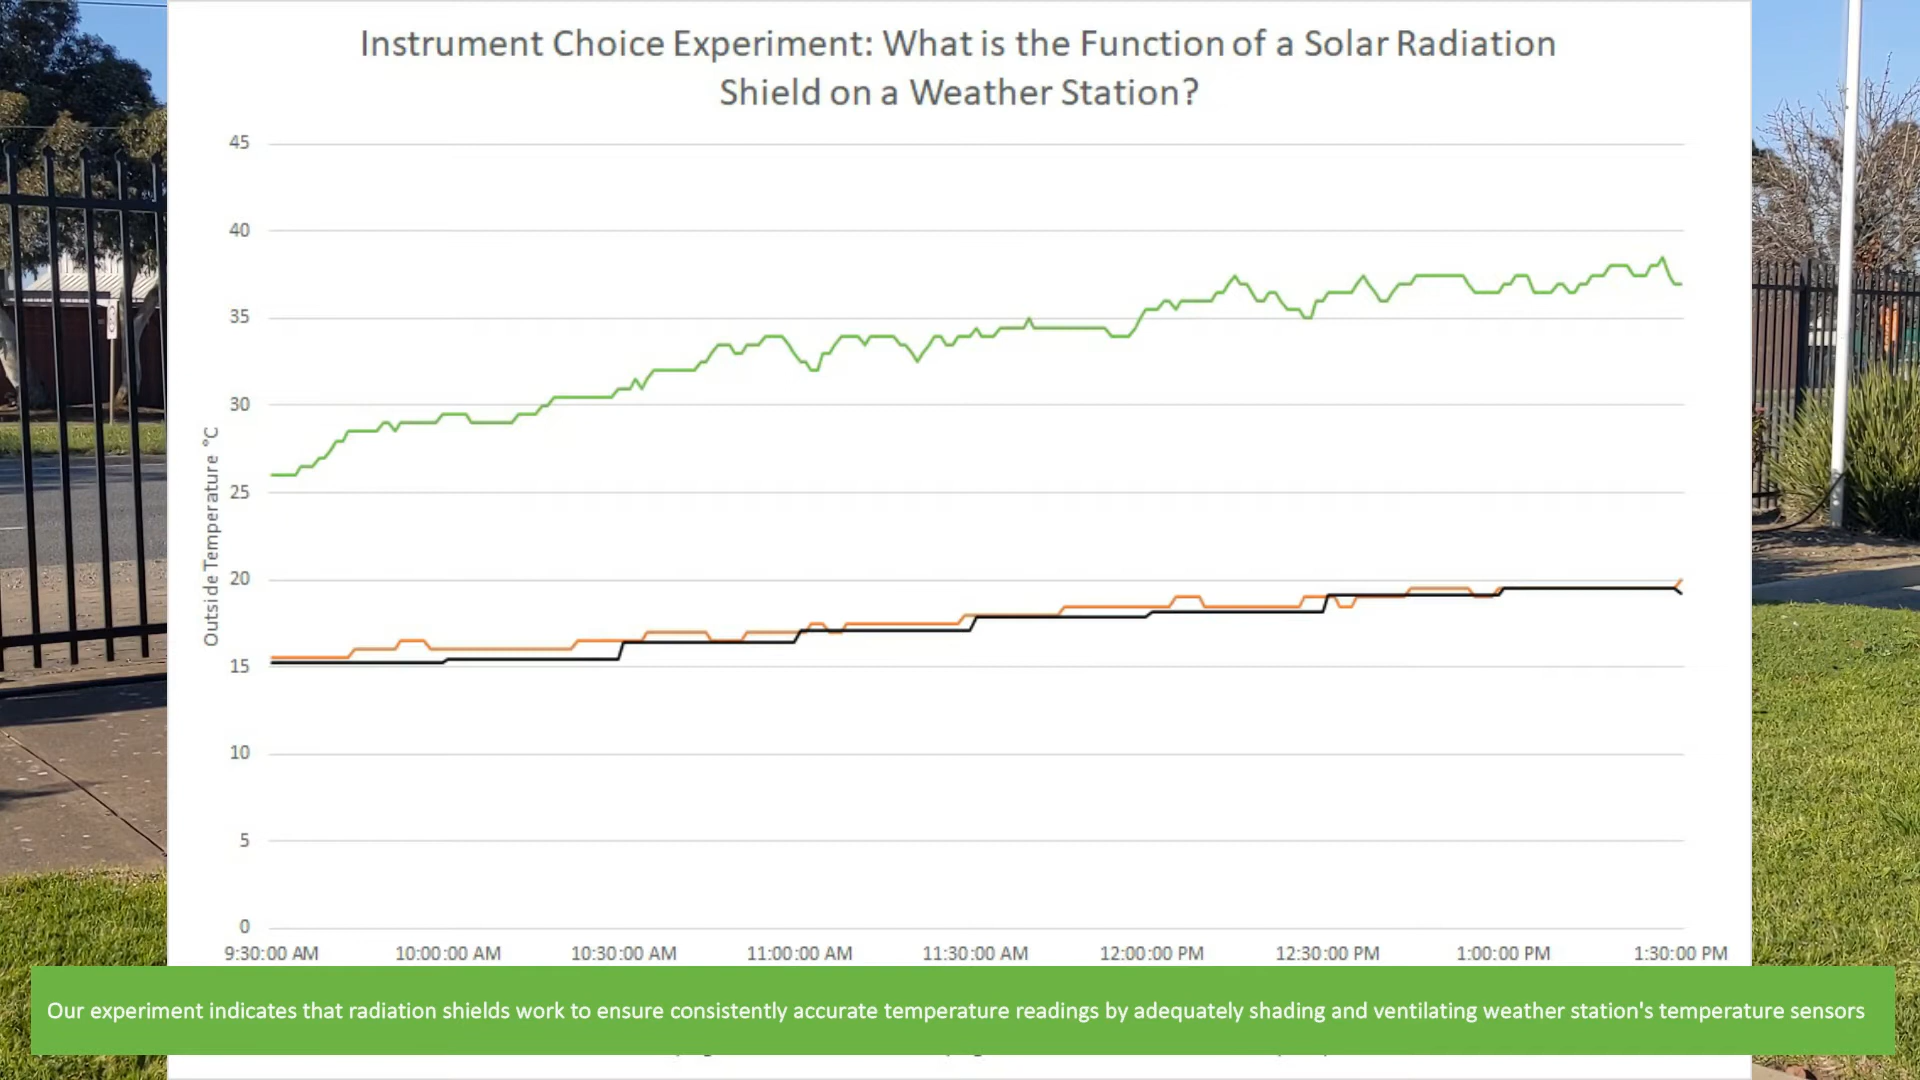 Instrument Choice Experiment: What is the Function of a Solar Radiation
Shield on a Weather Station?
45
40
35
30
25
20
15
10
5
0
Outside Temperature °C
9:30:00 AM 10:00:00 AM 10:30:00 AM 11:00:00 AM 11:30:00 AM 12:00:00 PM 12:30:00 PM 1:00:00 PM 1:30:00 PM
Our experiment indicates that radiation shields work to ensure consistently accurate temperature readings by adequately shading and ventilating weather station's temperature sensors